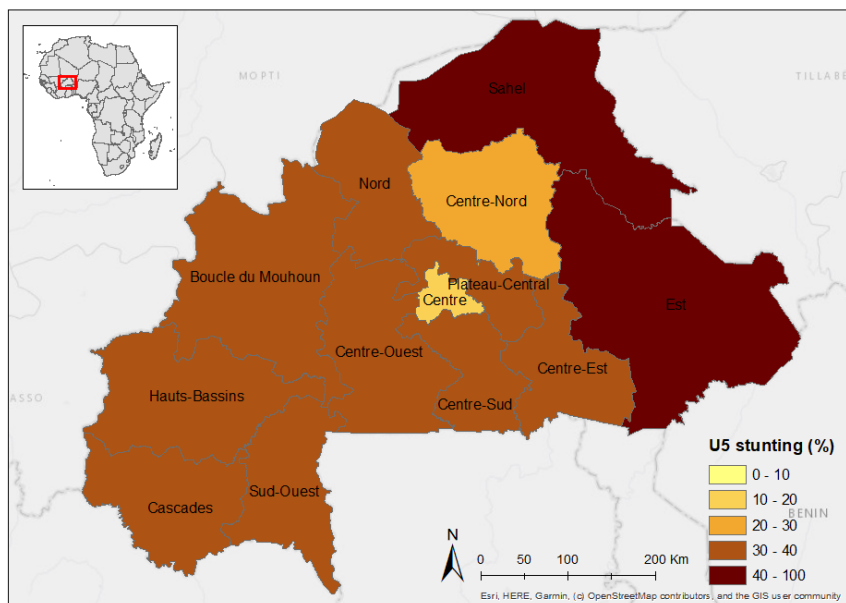 MOPTI
TILLABÉ
Sahel
Nord
Centre-Nord
Boucle du Mouhoun
Plateau-Central
Centre
Est
Centre-Ouest
Centre-Est
Hauts-Bassins
ASSO
Centre-Sud
Sud-Ouest
Cascades
BENIN
U5 stunting (%)
0 - 10
10 - 20
20 - 30
30 - 40
40 - 100
N
0 50 100 200 Km
Esri, HERE, Garmin, (c) OpenStreetMap contributors, and the GIS user community